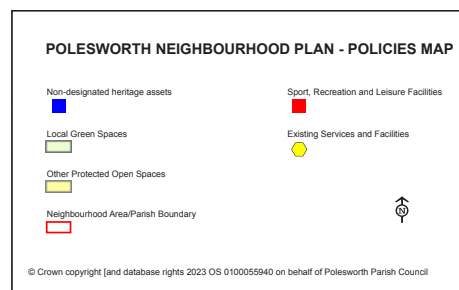 POLESWORTH NEIGHBOURHOOD PLAN - POLICIES MAP
Non-designated heritage assets
Sport, Recreation and Leisure Facilities
Local Green Spaces
Existing Services and Facilities
Other Protected Open Spaces
Neighbourhood Area/Parish Boundary
N
© Crown copyright [and database rights 2023 OS 0100055940 on behalf of Polesworth Parish Council